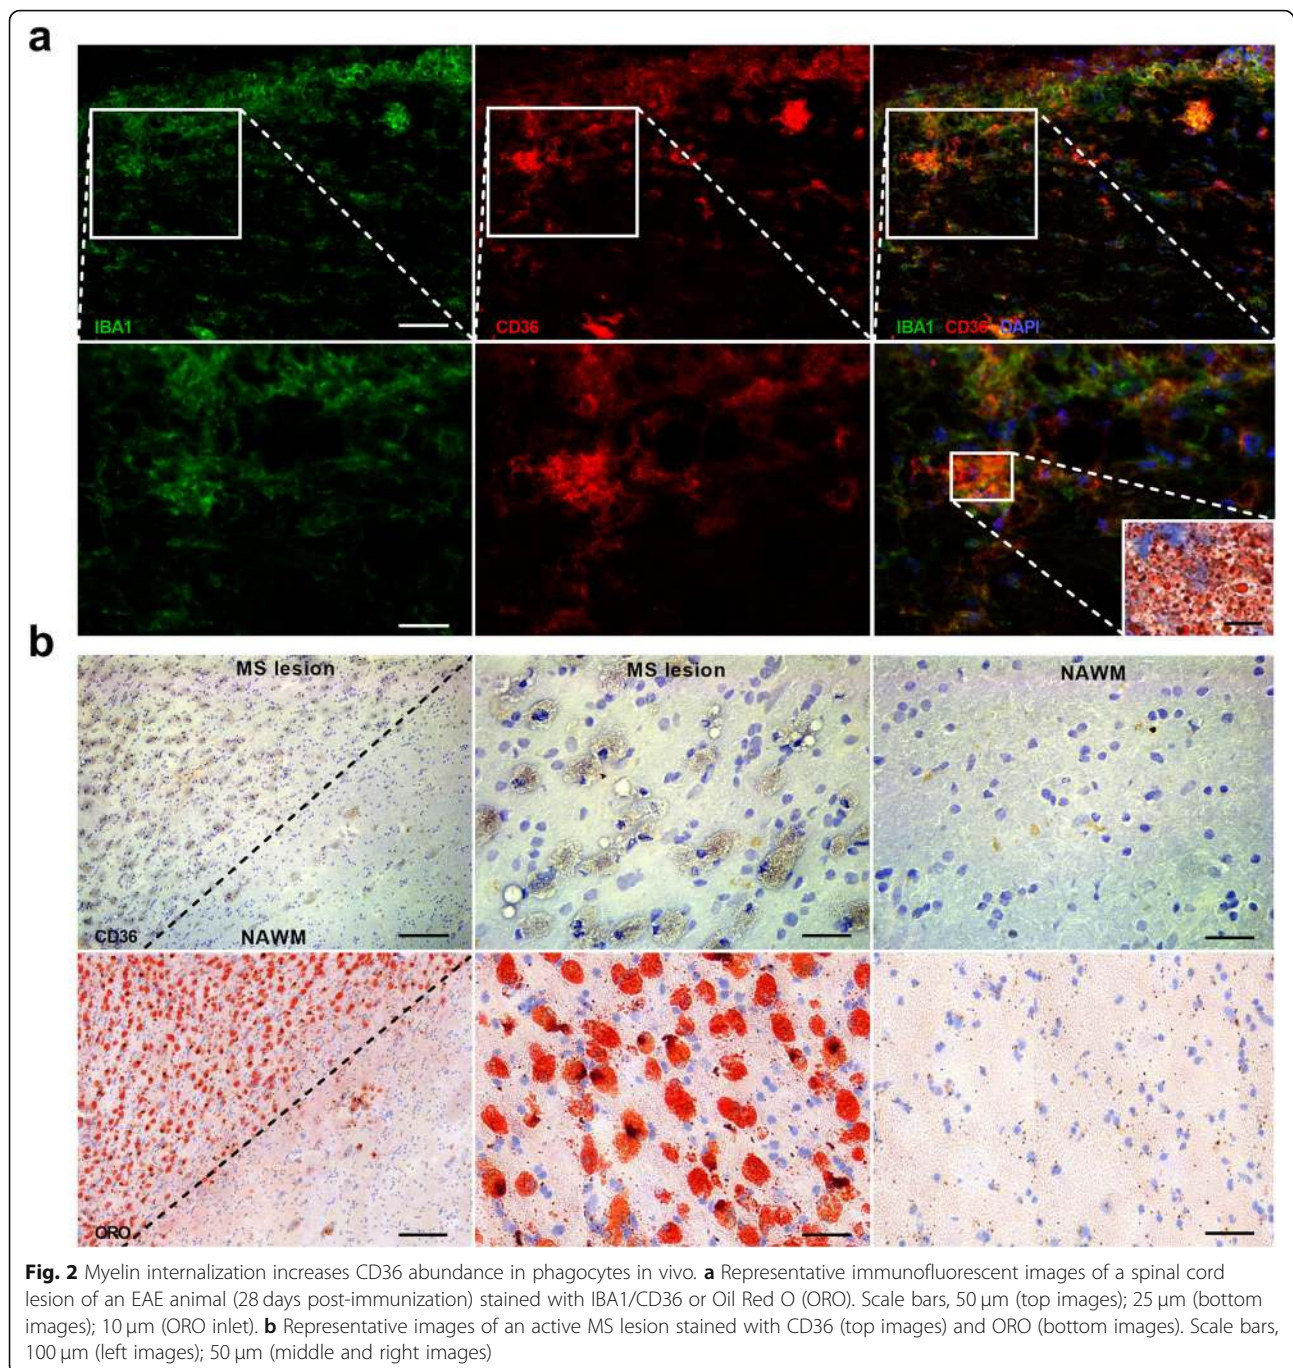 a
IBA1
CD36
IBA1 CD36 DAPI
b
MS lesion
MS lesion
NAWM
CD36
NAWM
ORO
Fig. 2 Myelin internalization increases CD36 abundance in phagocytes in vivo. a Representative immunofluorescent images of a spinal cord
lesion of an EAE animal (28 days post-immunization) stained with IBA1/CD36 or Oil Red O (ORO). Scale bars, 50 μm (top images); 25 μm (bottom
images); 10 μm (ORO inlet). b Representative images of an active MS lesion stained with CD36 (top images) and ORO (bottom images). Scale bars,
100 μm (left images); 50 μm (middle and right images)